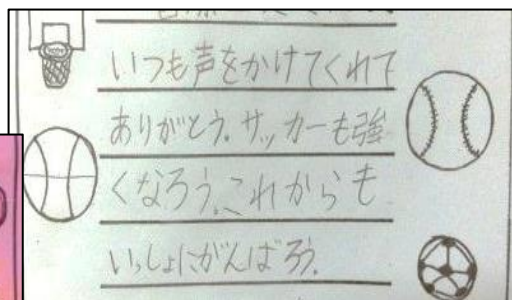 いつも声をかけてくれて
ありがとう。サッカーも強
くなろう。これからも
いっしょにがんばろう。